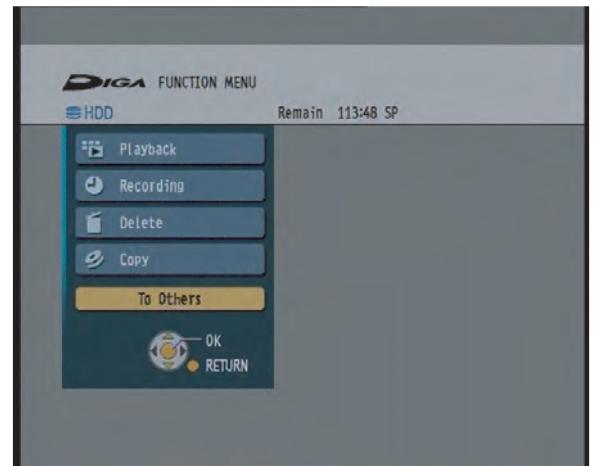 DIGA FUNCTION MENU
HDD Remain 113:48 SP
Playback
Recording
Delete
Copy
To Others
OK
RETURN